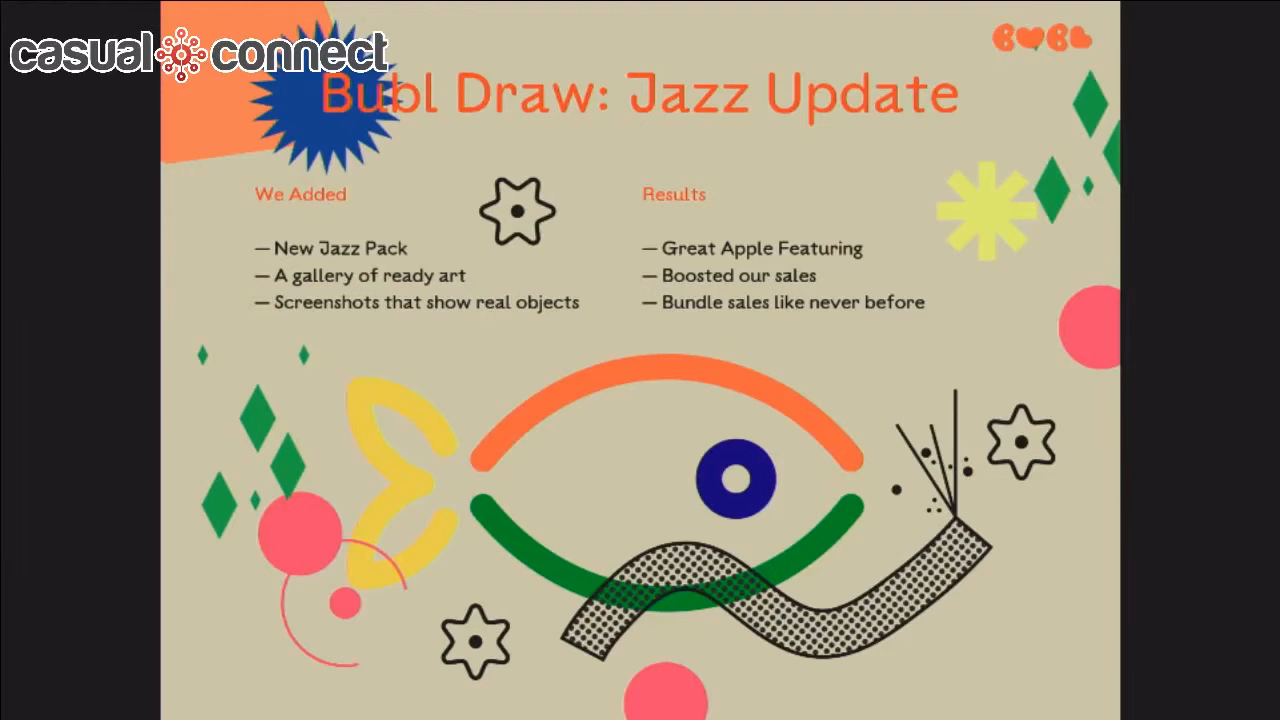 casual connect
BUBL
Bubl Draw: Jazz Update
We Added
— New Jazz Pack
— A gallery of ready art
— Screenshots that show real objects
Results
— Great Apple Featuring
— Boosted our sales
— Bundle sales like never before